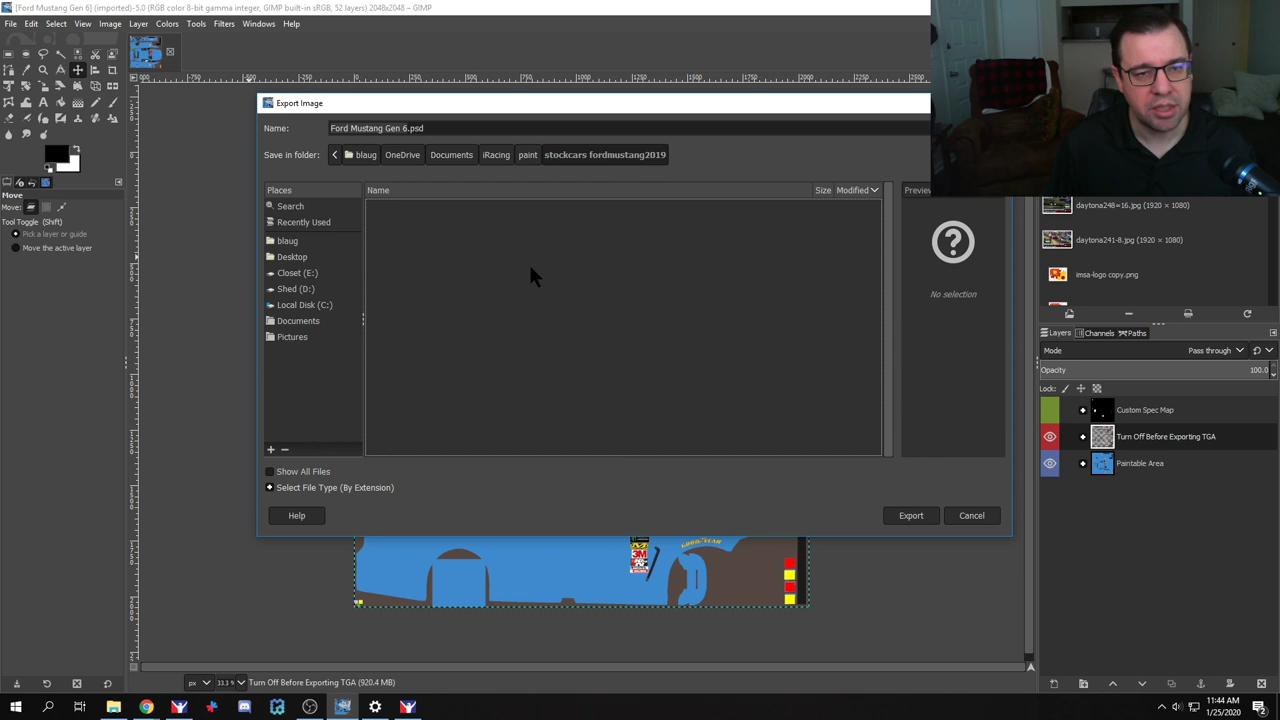 [Ford Mustang Gen 6] (imported)-5.0 (RGB color 8-bit gamma integer, GIMP built-in sRGB, 52 layers) 2048x2048 – GIMP
File Edit Select View Image Layer Colors Tools Filters Windows Help
Export Image
Name: Ford Mustang Gen 6.psd
Save in folder: blaug OneDrive Documents iRacing paint stockcars fordmustang2019
Places
Name Size Modified
Preview
Search
Recently Used
blaug
Desktop
Closet (E:)
Shed (D:)
Local Disk (C:)
Documents
Pictures
No selection
Show All Files
Select File Type (By Extension)
Help Export Cancel
Move
Move:
Tool Toggle (Shift)
Pick a layer or guide
Move the active layer
daytona248=16.jpg (1920 × 1080)
daytona241-8.jpg (1920 × 1080)
imsa-logo copy.png
Layers Channels Paths
Mode Pass through
Opacity 100.0
Lock:
Custom Spec Map
Turn Off Before Exporting TGA
Paintable Area
3M
GOODYEAR
px 33.3 % Turn Off Before Exporting TGA (920.4 MB)
11:44 AM
1/25/2020